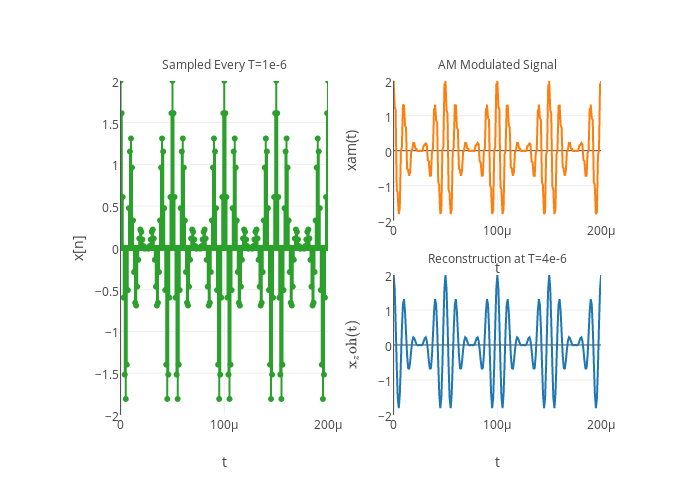 Sampled Every T=1e-6
2
1.5
1
0.5
0
−0.5
−1
−1.5
−2
x[n]
0
100μ
200μ
t
AM Modulated Signal
2
1
0
−1
−2
xam(t)
0
100μ
200μ
t
Reconstruction at T=4e-6
2
1
0
−1
−2
x_zoh(t)
0
100μ
200μ
t